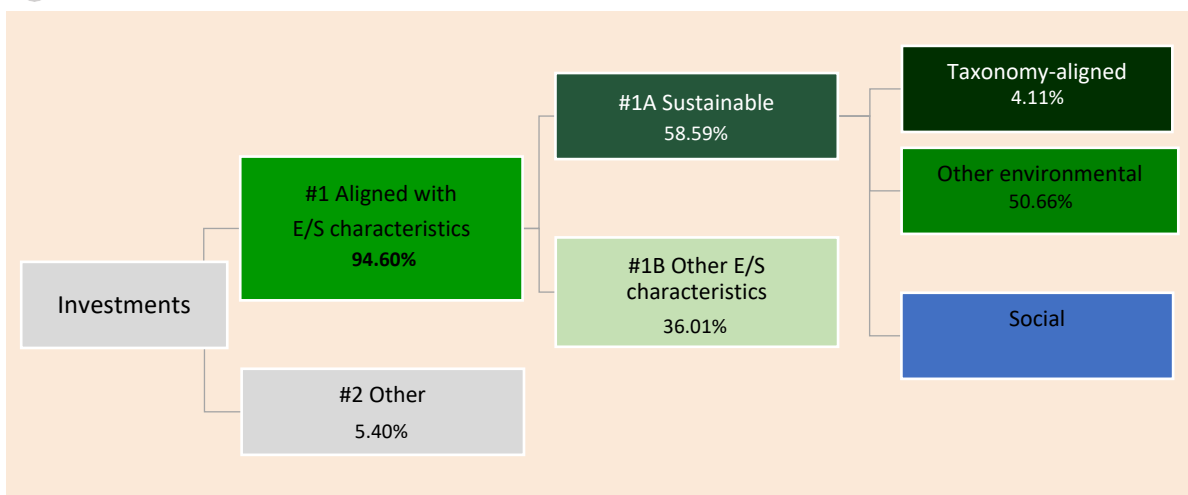 Investments
#1 Aligned with
E/S characteristics
94.60%
#2 Other
5.40%
#1A Sustainable
58.59%
#1B Other E/S
characteristics
36.01%
Taxonomy-aligned
4.11%
Other environmental
50.66%
Social